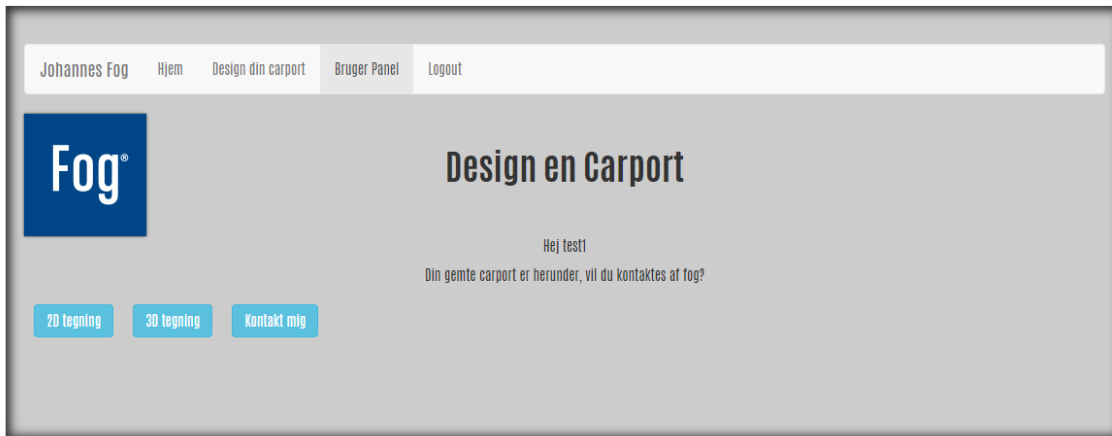 Johannes Fog Hjem Design din carport Bruger Panel Logout
Fog®
Design en Carport
Hej test1
Din gemte carport er herunder, vil du kontaktes af fog?
2D tegning 3D tegning Kontakt mig